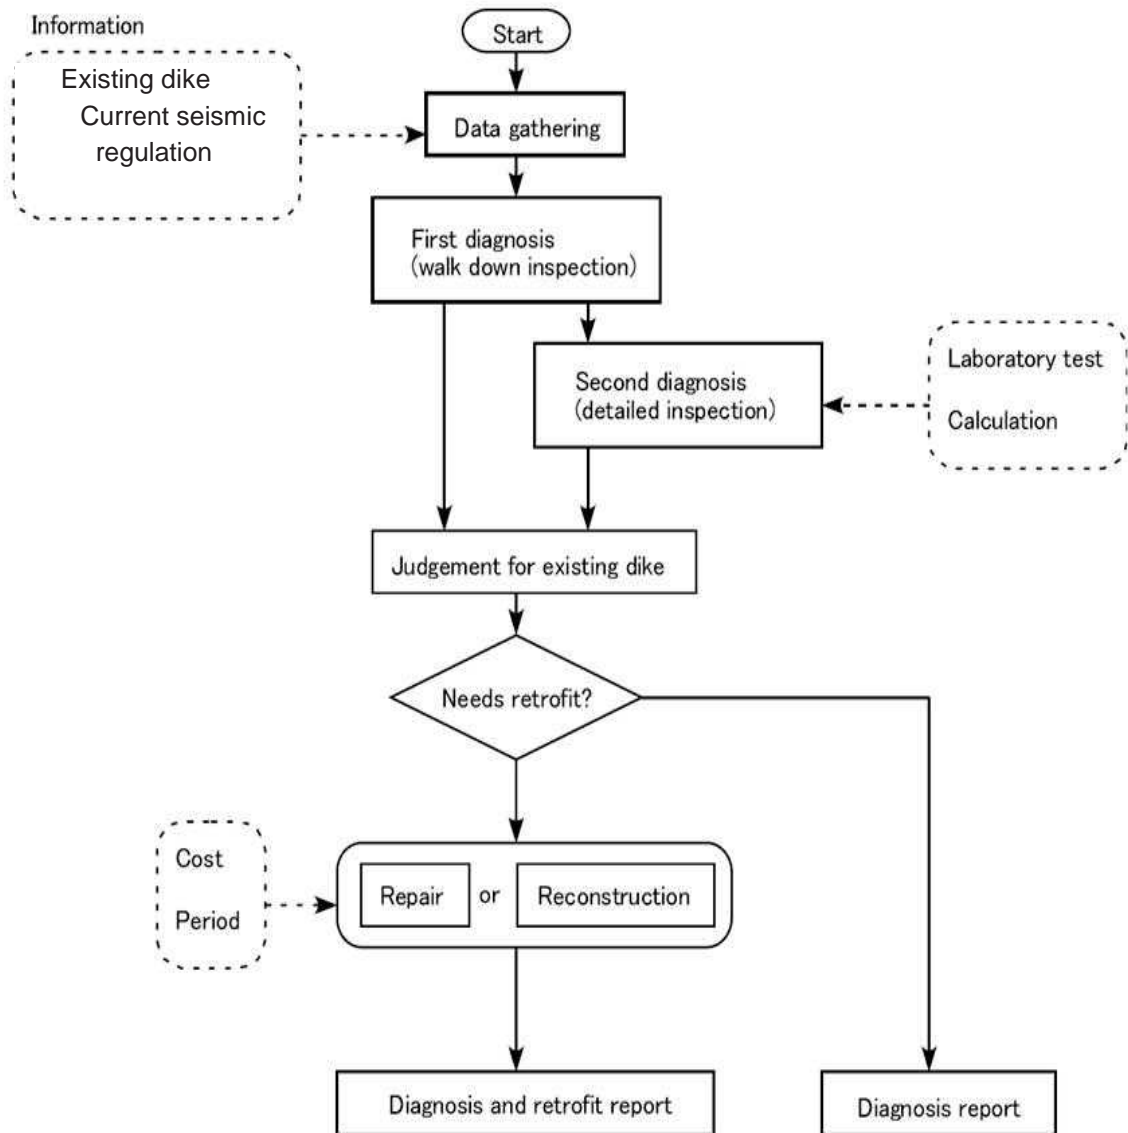 Information
Start
Existing dike
Current seismic
regulation
Data gathering
First diagnosis
(walk down inspection)
Second diagnosis
(detailed inspection)
Laboratory test
Calculation
Judgement for existing dike
Needs retrofit?
Cost
Period
Repair
or
Reconstruction
Diagnosis and retrofit report
Diagnosis report